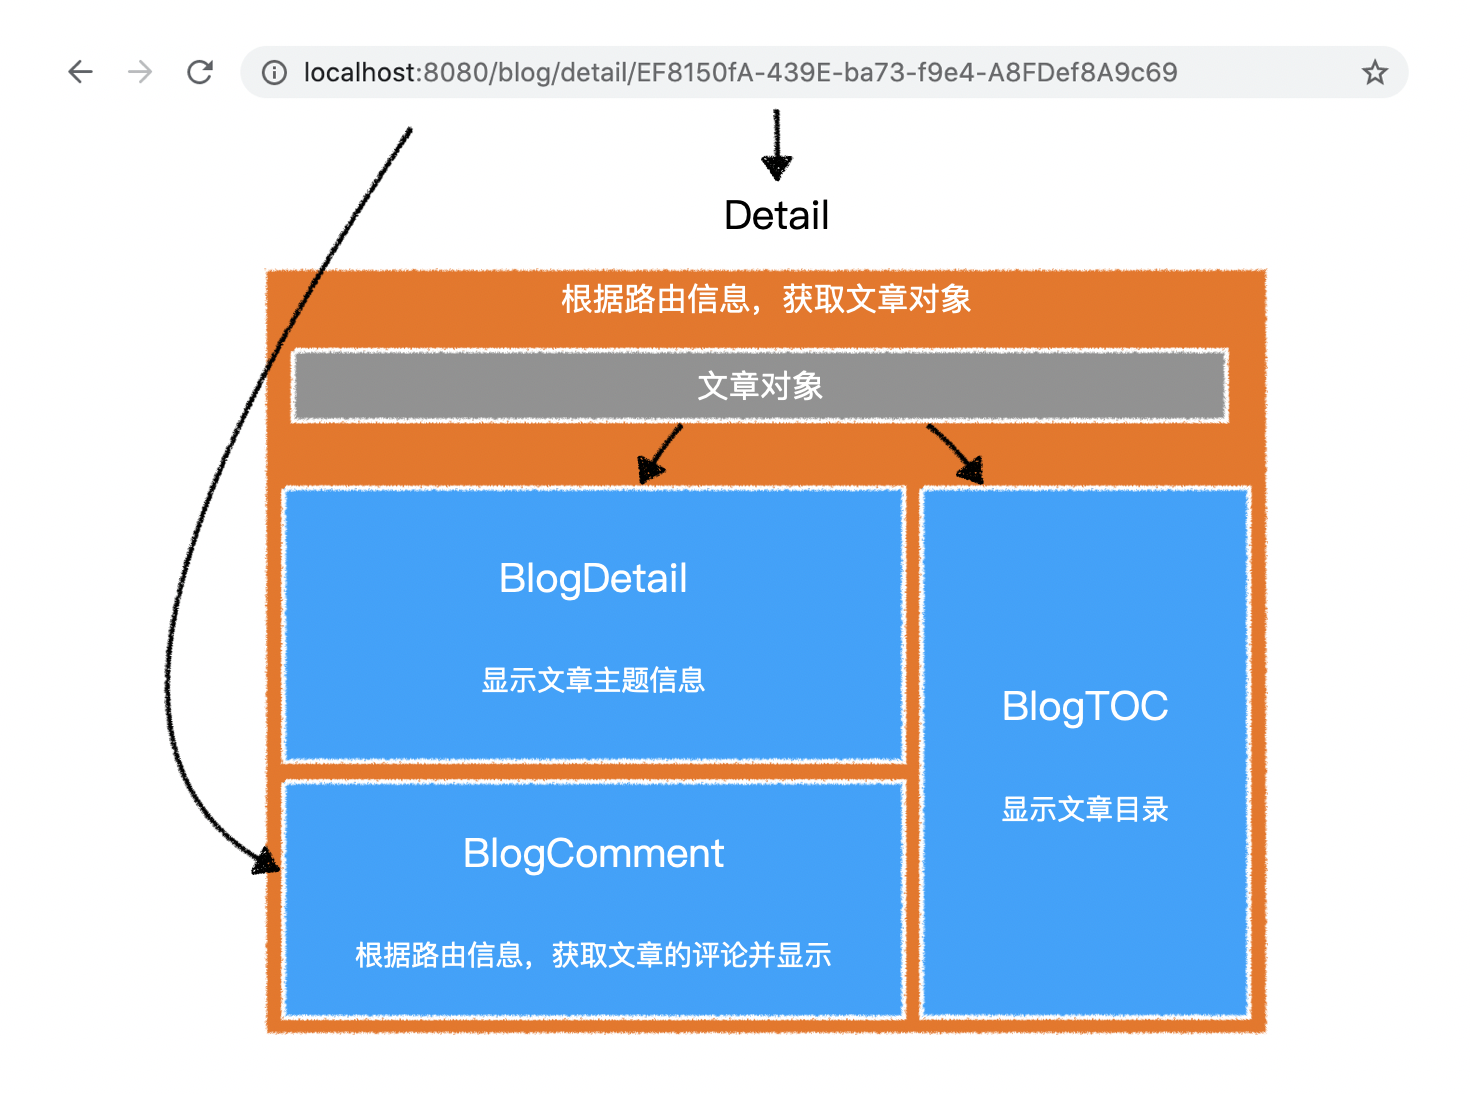 localhost:8080/blog/detail/EF8150fA-439E-ba73-f9e4-A8FDef8A9c69
Detail
根据路由信息，获取文章对象
文章对象
BlogDetail
显示文章主题信息
BlogTOC
显示文章目录
BlogComment
根据路由信息，获取文章的评论并显示